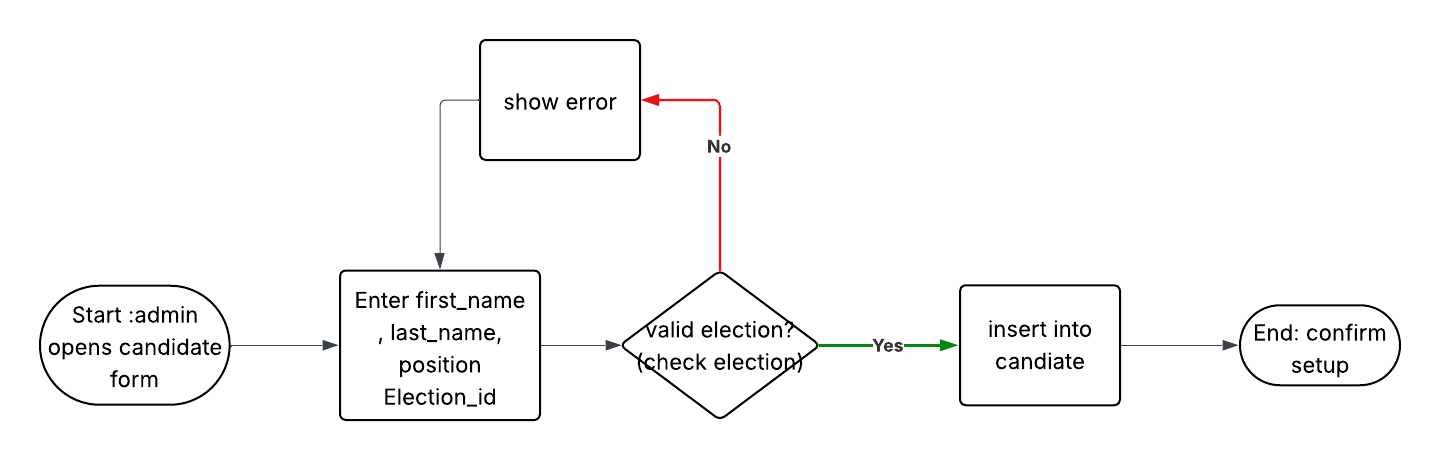 show error
No
Start :admin
opens candidate
form
Enter first_name
, last_name,
position
Election_id
valid election?
(check election)
Yes
insert into
candiate
End: confirm
setup